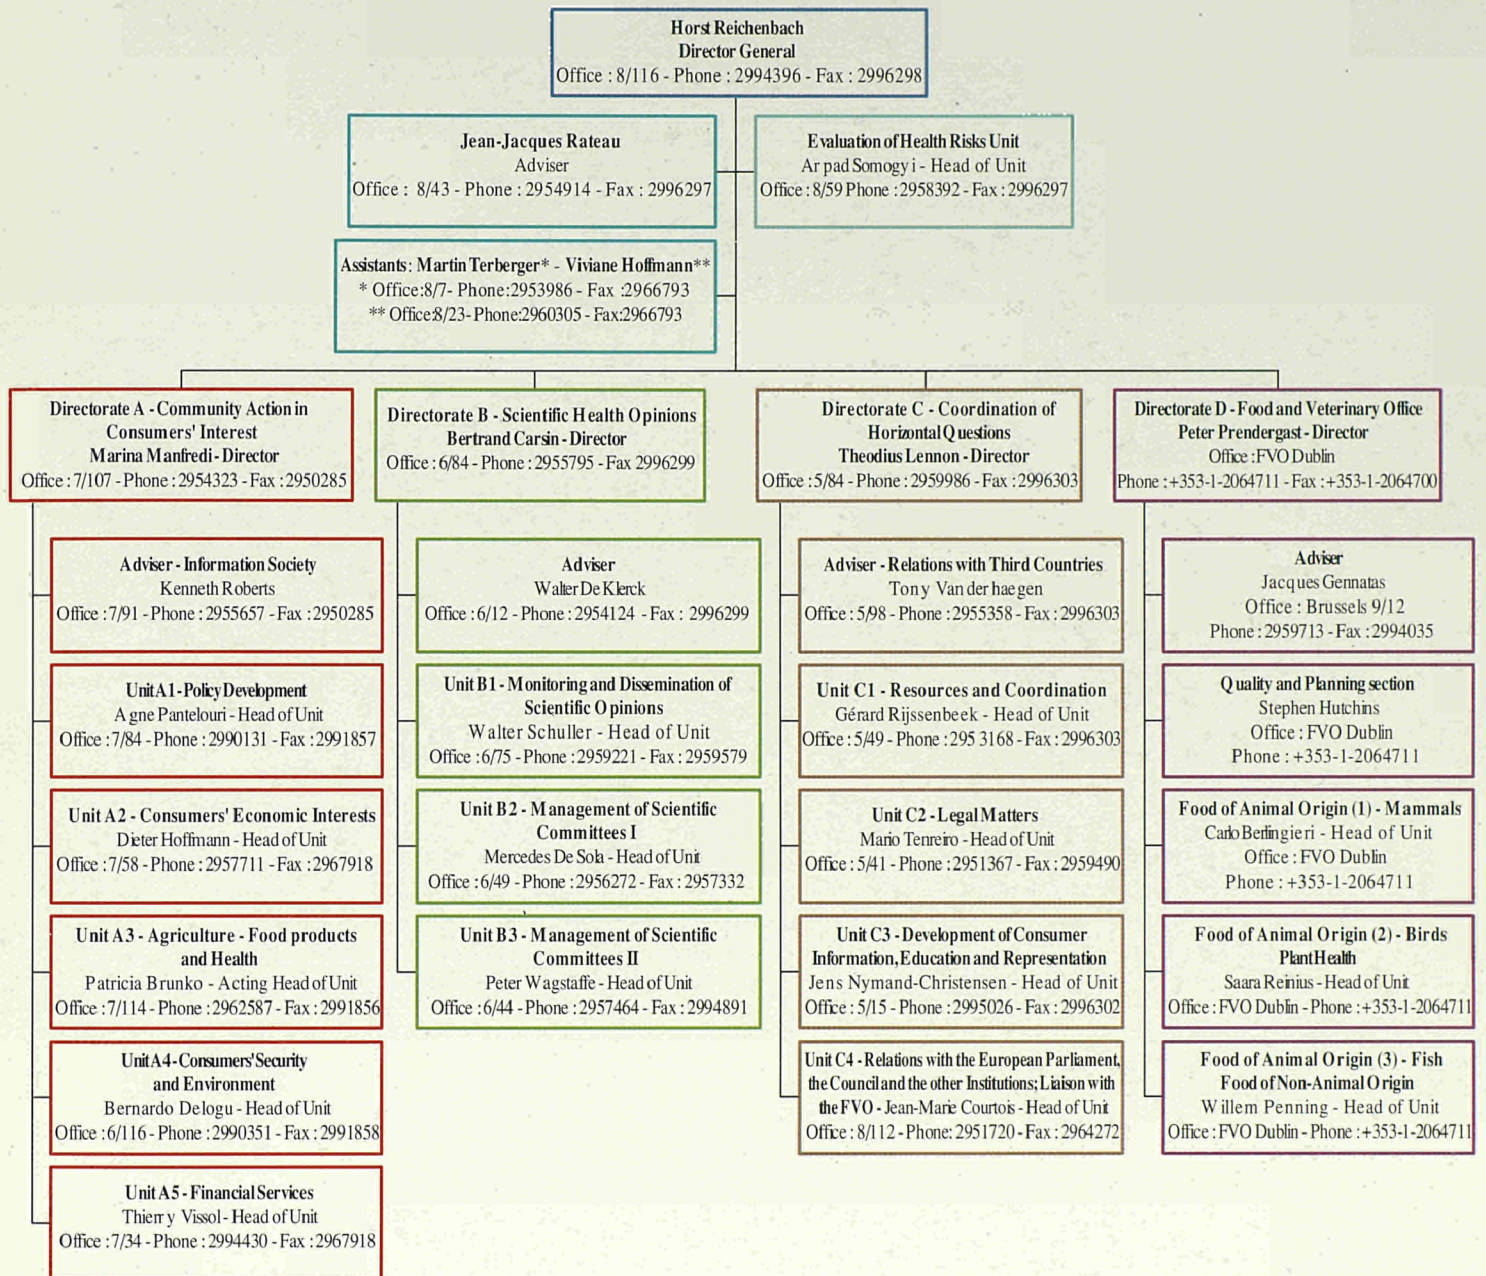 Horst Reichenbach
Director General
Office : 8/116 - Phone : 2994396 - Fax : 2996298
Jean-Jacques Rateau
Adviser
Office : 8/43 - Phone : 2954914 - Fax : 2996297
Evaluation of Health Risks Unit
Arpad Somogyi - Head of Unit
Office : 8/59 Phone : 2958392 - Fax : 2996297
Assistants: Martin Terberger* - Viviane Hoffmann**
* Office:8/7- Phone:2953986 - Fax :2966793
** Office:8/23- Phone:2960305 - Fax:2966793
Directorate A - Community Action in
Consumers' Interest
Marina Manfredi - Director
Office : 7/107 - Phone : 2954323 - Fax : 2950285
Adviser - Information Society
Kenneth Roberts
Office : 7/91 - Phone : 2955657 - Fax : 2950285
Unit A1 - Policy Development
Agne Pantelouri - Head of Unit
Office : 7/84 - Phone : 2990131 - Fax : 2991857
Unit A2 - Consumers' Economic Interests
Dieter Hoffmann - Head of Unit
Office : 7/58 - Phone : 2957711 - Fax : 2967918
Unit A3 - Agriculture - Food products
and Health
Patricia Brunko - Acting Head of Unit
Office : 7/114 - Phone : 2962587 - Fax : 2991856
Unit A4 - Consumers' Security
and Environment
Bernardo Delogu - Head of Unit
Office : 6/116 - Phone : 2990351 - Fax : 2991858
Unit A5 - Financial Services
Thierry Vissol - Head of Unit
Office : 7/34 - Phone : 2994430 - Fax : 2967918
Directorate B - Scientific Health Opinions
Bertrand Carsin - Director
Office : 6/84 - Phone : 2955795 - Fax 2996299
Adviser
Walter De Klerck
Office : 6/12 - Phone : 2954124 - Fax : 2996299
Unit B1 - Monitoring and Dissemination of
Scientific Opinions
Walter Schuller - Head of Unit
Office : 6/75 - Phone : 2959221 - Fax : 2959579
Unit B2 - Management of Scientific
Committees I
Mercedes De Sola - Head of Unit
Office : 6/49 - Phone : 2956272 - Fax : 2957332
Unit B3 - Management of Scientific
Committees II
Peter Wagstaffe - Head of Unit
Office : 6/44 - Phone : 2957464 - Fax : 2994891
Directorate C - Coordination of
Horizontal Questions
Theodius Lennon - Director
Office : 5/84 - Phone : 2959986 - Fax : 2996303
Adviser - Relations with Third Countries
Tony Van der haegen
Office : 5/98 - Phone : 2955358 - Fax : 2996303
Unit C1 - Resources and Coordination
Gérard Rijssenbeek - Head of Unit
Office : 5/49 - Phone : 295 3168 - Fax : 2996303
Unit C2 - Legal Matters
Mario Tenreiro - Head of Unit
Office : 5/41 - Phone : 2951367 - Fax : 2959490
Unit C3 - Development of Consumer
Information, Education and Representation
Jens Nymand-Christensen - Head of Unit
Office : 5/15 - Phone : 2995026 - Fax : 2996302
Unit C4 - Relations with the European Parliament,
the Council and the other Institutions; Liaison with
the FVO - Jean-Marie Courtois - Head of Unit
Office : 8/112 - Phone: 2951720 - Fax : 2964272
Directorate D - Food and Veterinary Office
Peter Prendergast - Director
Office : FVO Dublin
Phone : +353-1-2064711 - Fax : +353-1-2064700
Adviser
Jacques Gennatas
Office : Brussels 9/12
Phone : 2959713 - Fax : 2994035
Quality and Planning section
Stephen Hutchins
Office : FVO Dublin
Phone : +353-1-2064711
Food of Animal Origin (1) - Mammals
Carlo Berlingieri - Head of Unit
Office : FVO Dublin
Phone : +353-1-2064711
Food of Animal Origin (2) - Birds
Plant Health
Saara Reinius - Head of Unit
Office : FVO Dublin - Phone : +353-1-2064711
Food of Animal Origin (3) - Fish
Food of Non-Animal Origin
Willem Penning - Head of Unit
Office : FVO Dublin - Phone : +353-1-2064711